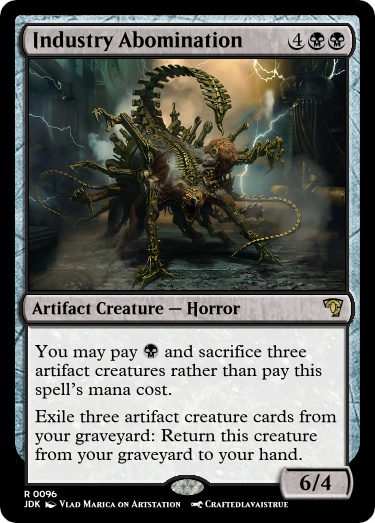 Industry Abomination 4
Artifact Creature — Horror
You may pay and sacrifice three
artifact creatures rather than pay this
spell's mana cost.
Exile three artifact creature cards from
your graveyard: Return this creature
from your graveyard to your hand.
6/4
R 0096
JDK Vlad Marica on Artstation Craftedlavaistrue